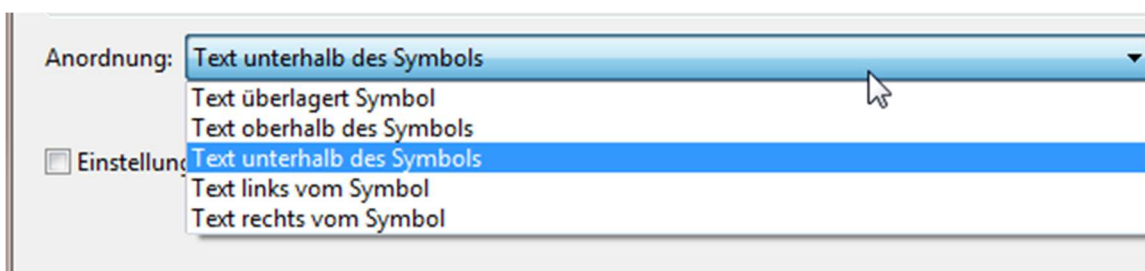 Anordnung: Text unterhalb des Symbols
Text überlagert Symbol
Text oberhalb des Symbols
Text unterhalb des Symbols
Text links vom Symbol
Text rechts vom Symbol